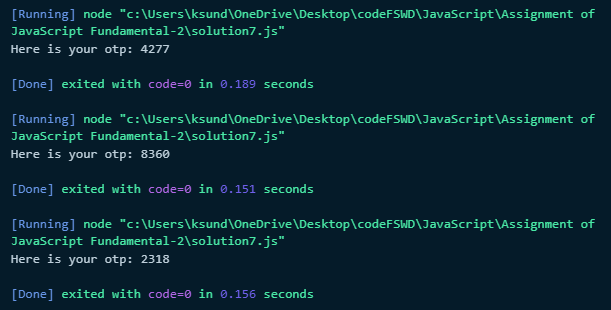 [Running] node "c:\Users\ksund\OneDrive\Desktop\codeFSWD\JavaScript\Assignment of
JavaScript Fundamental-2\solution7.js"
Here is your otp: 4277
[Done] exited with code=0 in 0.189 seconds
[Running] node "c:\Users\ksund\OneDrive\Desktop\codeFSWD\JavaScript\Assignment of
JavaScript Fundamental-2\solution7.js"
Here is your otp: 8360
[Done] exited with code=0 in 0.151 seconds
[Running] node "c:\Users\ksund\OneDrive\Desktop\codeFSWD\JavaScript\Assignment of
JavaScript Fundamental-2\solution7.js"
Here is your otp: 2318
[Done] exited with code=0 in 0.156 seconds